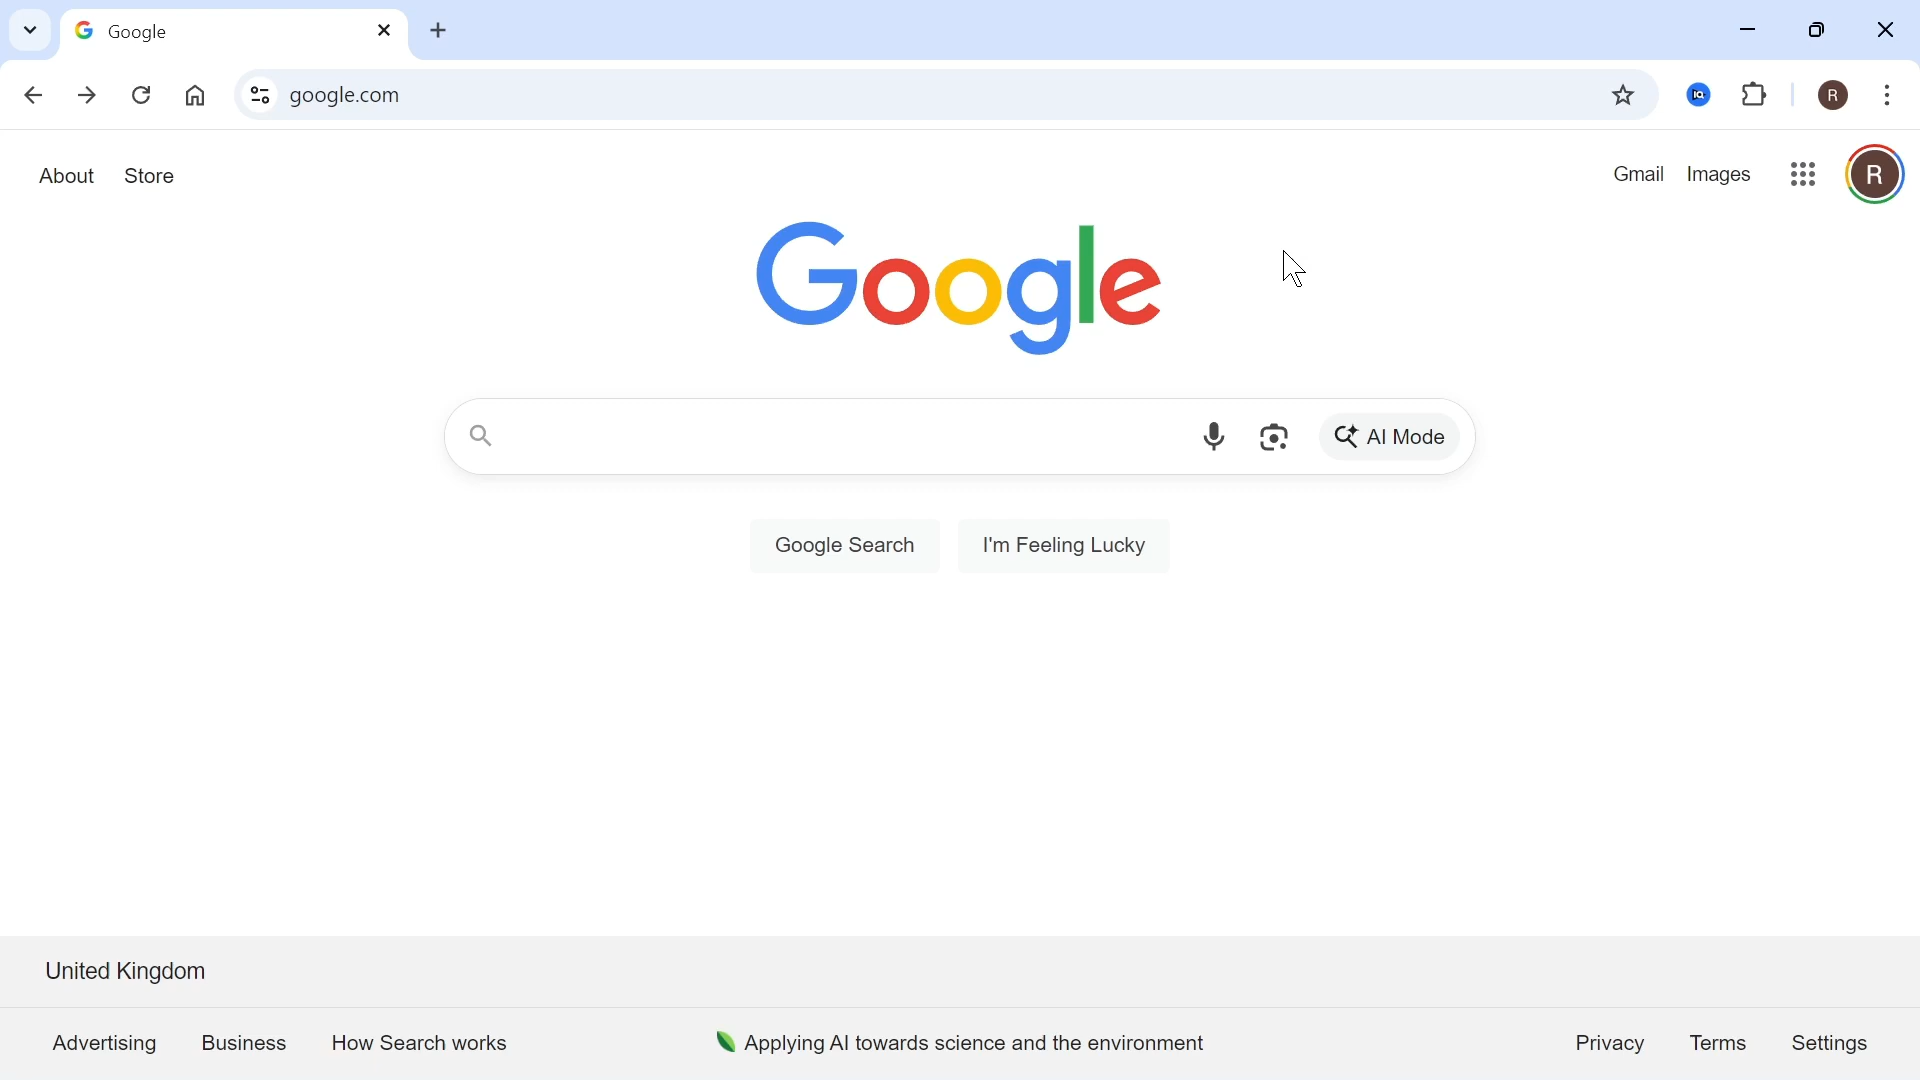 Google
google.com
R
About Store
Gmail Images
R
Google
AI Mode
Google Search I'm Feeling Lucky
United Kingdom
Advertising Business How Search works
Applying AI towards science and the environment
Privacy Terms Settings